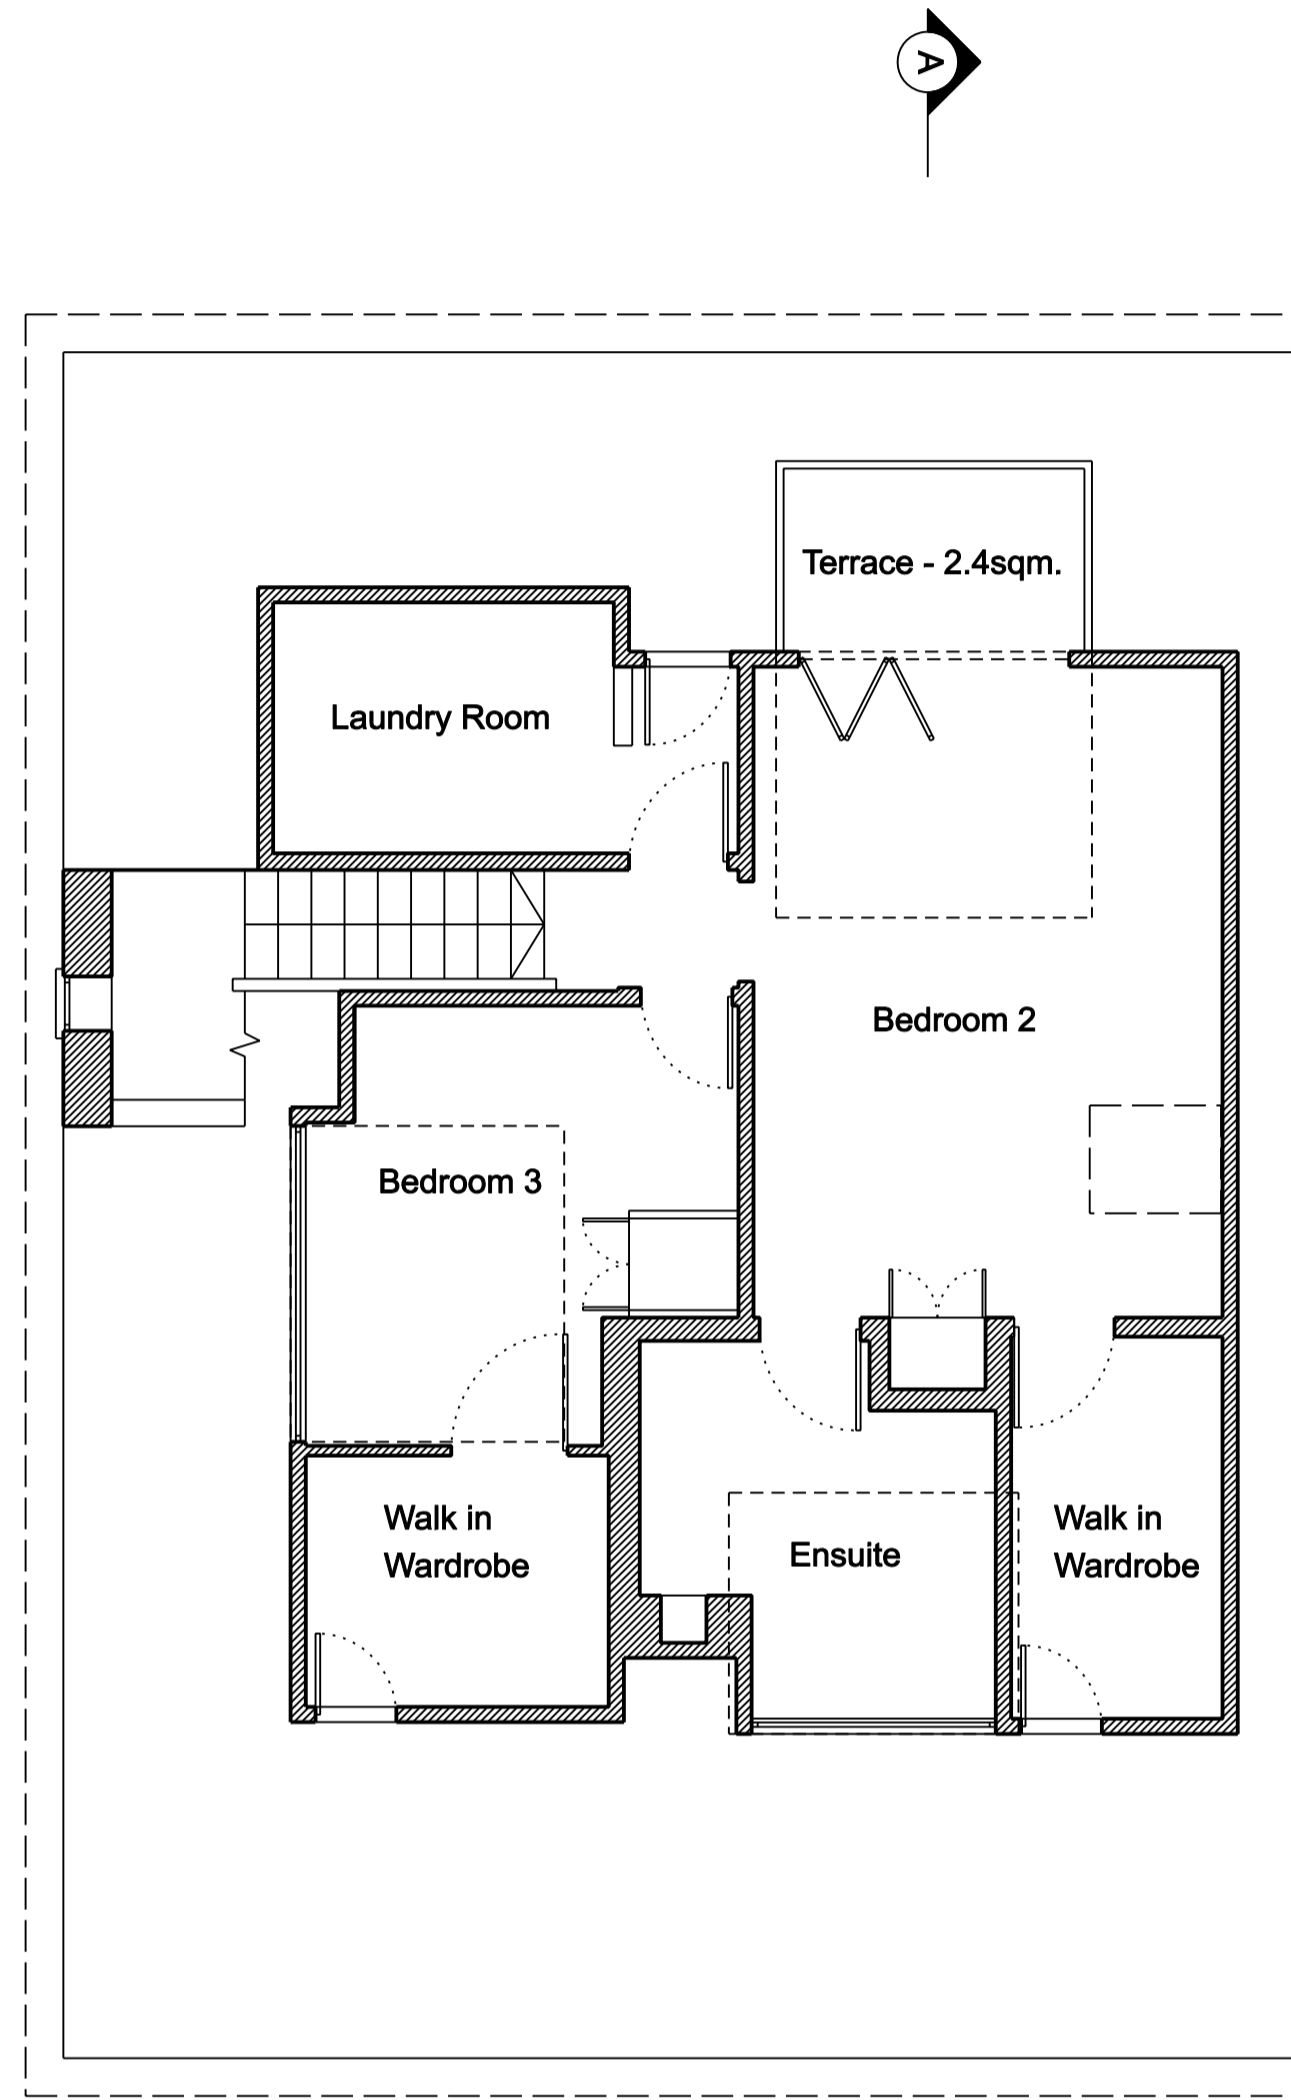 A
Terrace - 2.4sqm.
Laundry Room
Bedroom 2
Bedroom 3
Walk in
Wardrobe
Ensuite
Walk in
Wardrobe